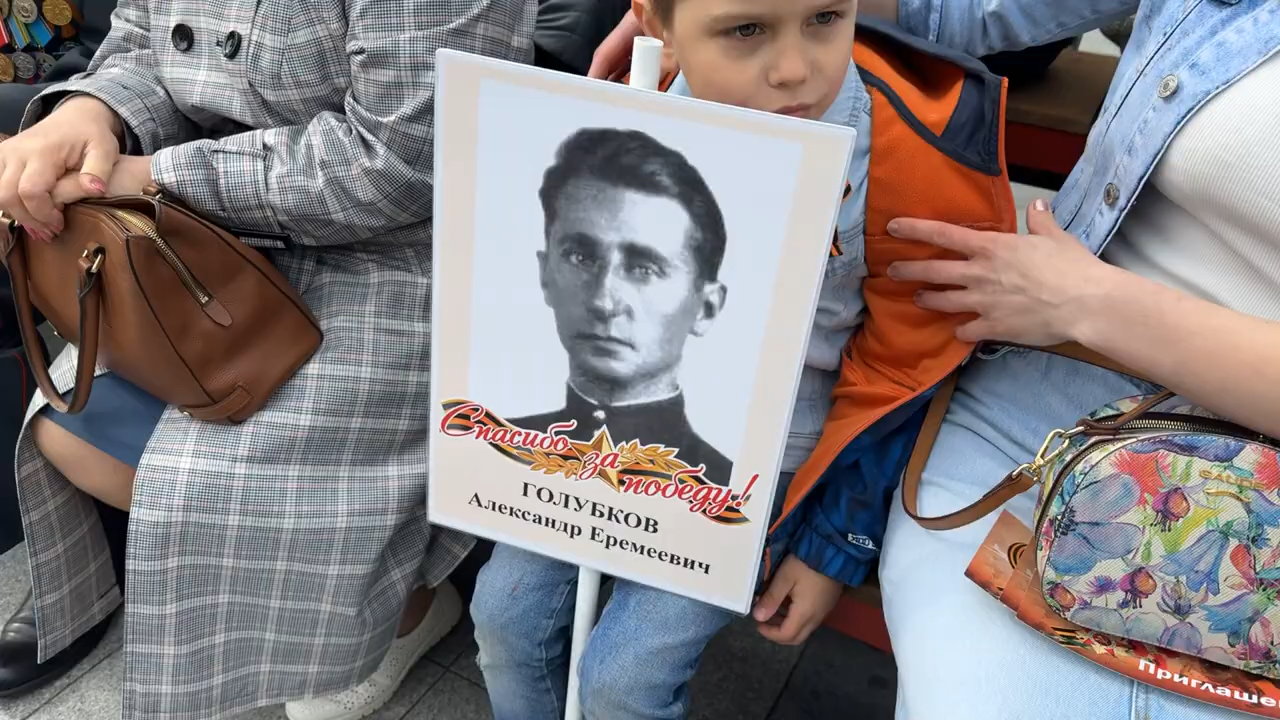 Спасибо
за
победу!
ГОЛУБКОВ
Александр Еремеевич
Приглаше